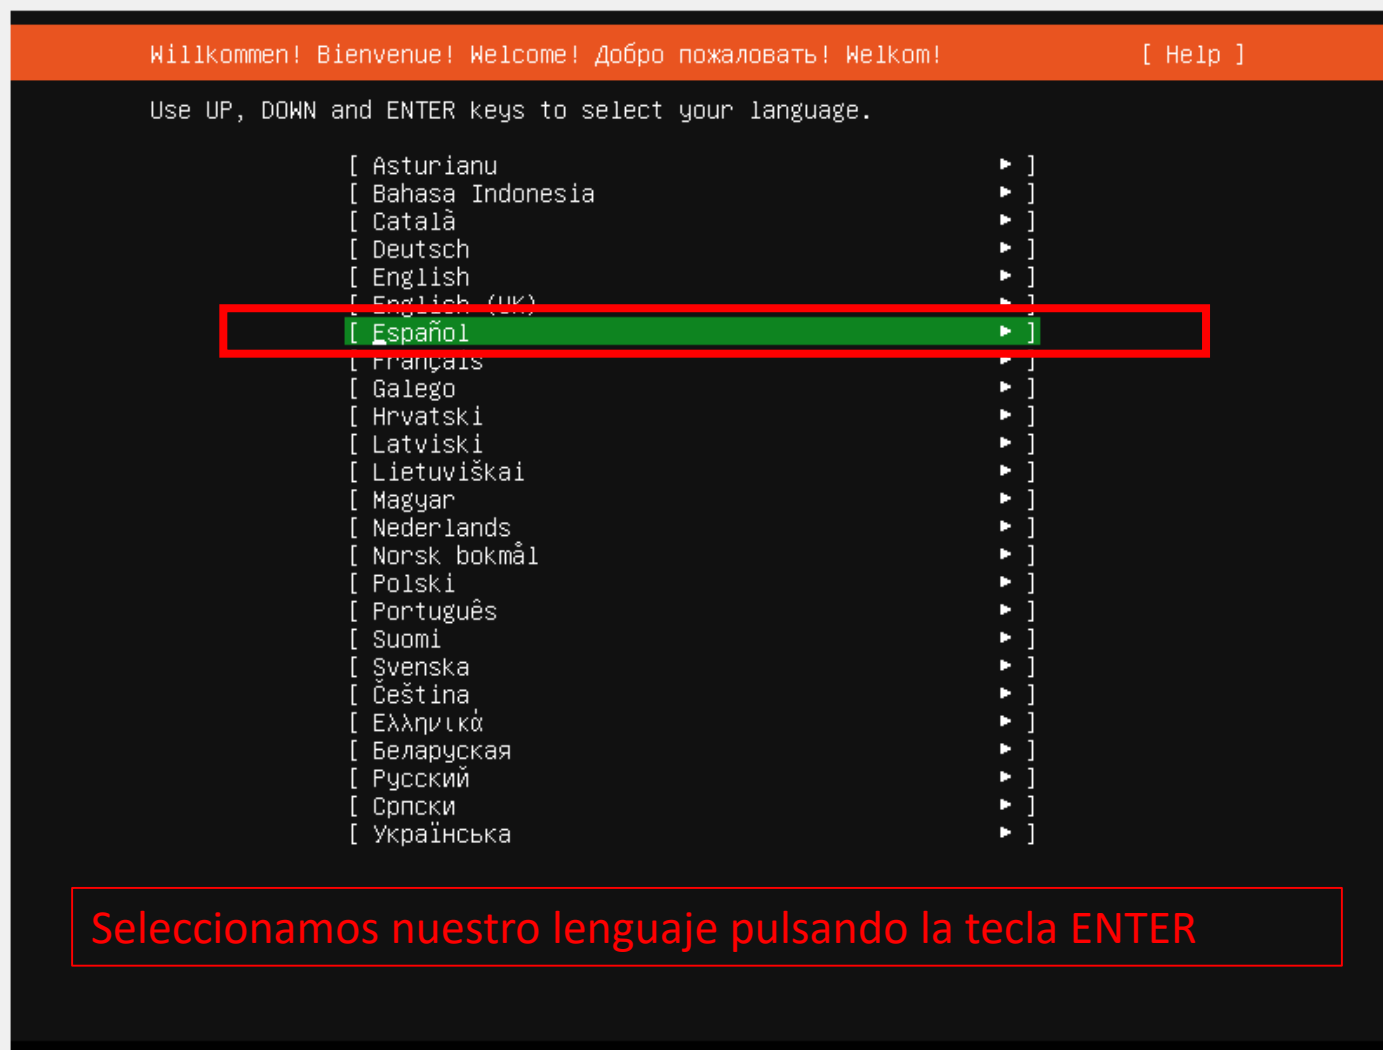 Willkommen! Bienvenue! Welcome! Добро пожаловать! Welkom! [ Help ]
Use UP, DOWN and ENTER keys to select your language.
[ Asturianu ► ]
[ Bahasa Indonesia ► ]
[ Català ► ]
[ Deutsch ► ]
[ English ► ]
[ English (UK) ► ]
[ Español ► ]
[ Français ► ]
[ Galego ► ]
[ Hrvatski ► ]
[ Latviski ► ]
[ Lietuviškai ► ]
[ Magyar ► ]
[ Nederlands ► ]
[ Norsk bokmål ► ]
[ Polski ► ]
[ Português ► ]
[ Suomi ► ]
[ Svenska ► ]
[ Čeština ► ]
[ Ελληνικά ► ]
[ Беларуская ► ]
[ Русский ► ]
[ Српски ► ]
[ Українська ► ]
Seleccionamos nuestro lenguaje pulsando la tecla ENTER